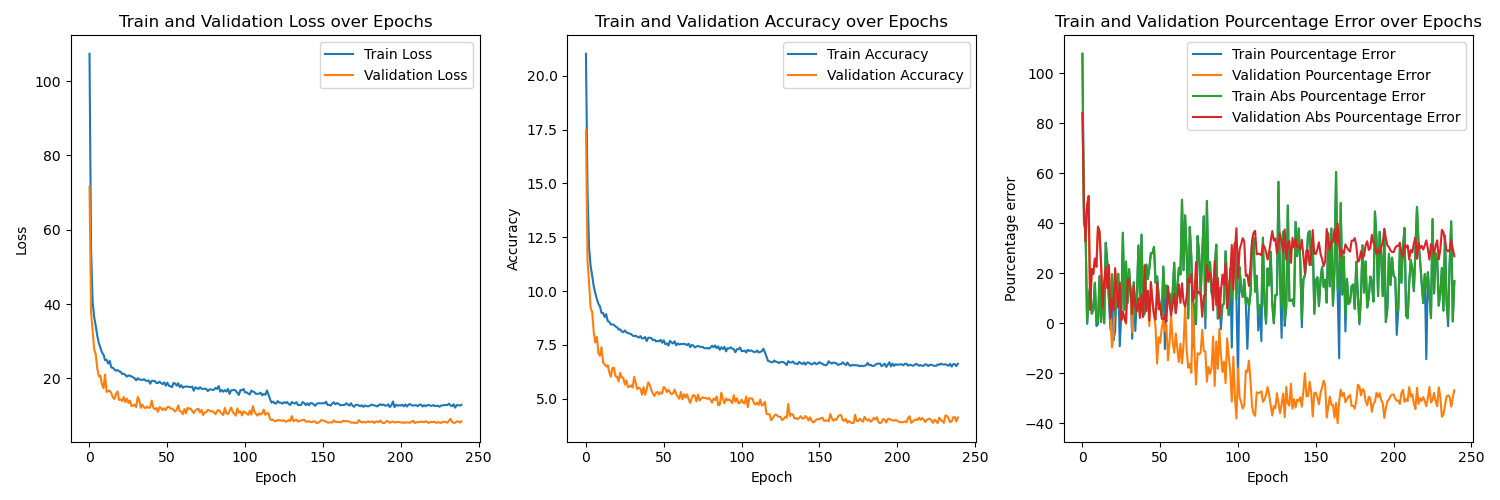 Train and Validation Loss over Epochs
Train Loss
Validation Loss
100
80
60
40
20
Loss
0
50
100
150
200
250
Epoch
Train and Validation Accuracy over Epochs
Train Accuracy
Validation Accuracy
20.0
17.5
15.0
12.5
10.0
7.5
5.0
Accuracy
0
50
100
150
200
250
Epoch
Train and Validation Pourcentage Error over Epochs
Train Pourcentage Error
Validation Pourcentage Error
Train Abs Pourcentage Error
Validation Abs Pourcentage Error
100
80
60
40
20
0
−20
−40
Pourcentage error
0
50
100
150
200
250
Epoch